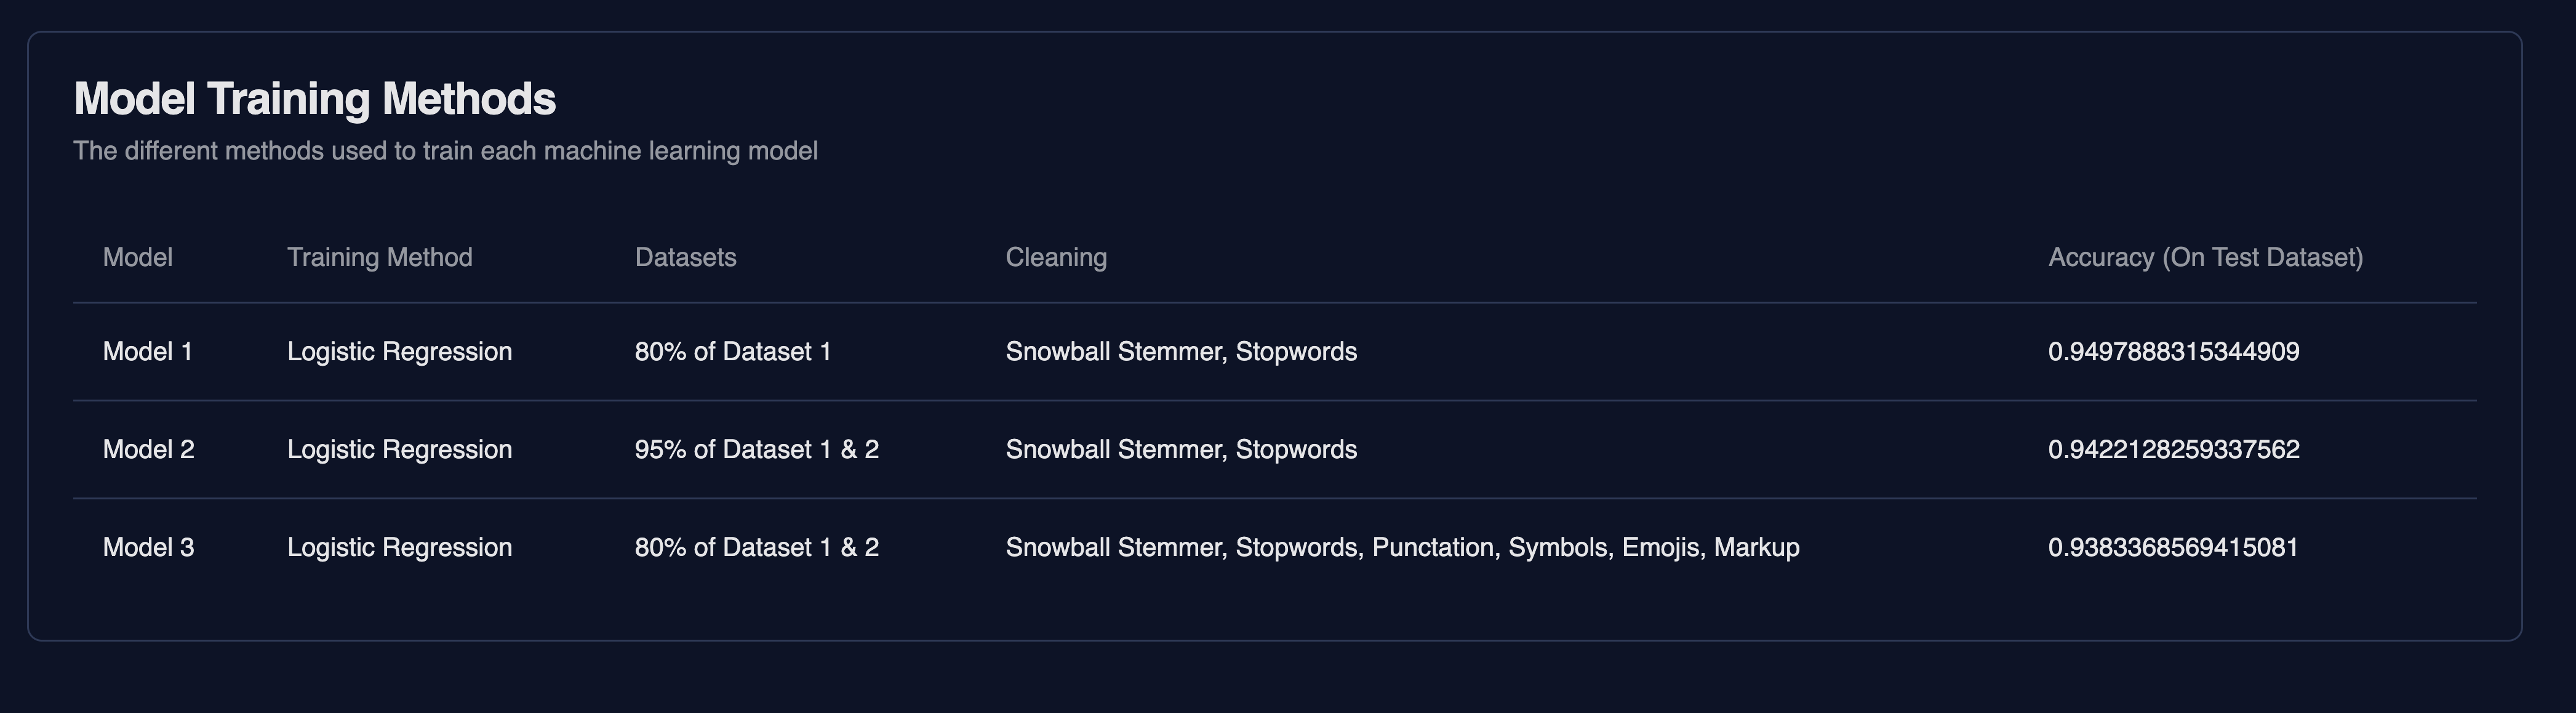 Model Training Methods
The different methods used to train each machine learning model
Model Training Method Datasets Cleaning Accuracy (On Test Dataset)
Model 1 Logistic Regression 80% of Dataset 1 Snowball Stemmer, Stopwords 0.9497888315344909
Model 2 Logistic Regression 95% of Dataset 1 & 2 Snowball Stemmer, Stopwords 0.9422128259337562
Model 3 Logistic Regression 80% of Dataset 1 & 2 Snowball Stemmer, Stopwords, Punctation, Symbols, Emojis, Markup 0.9383368569415081